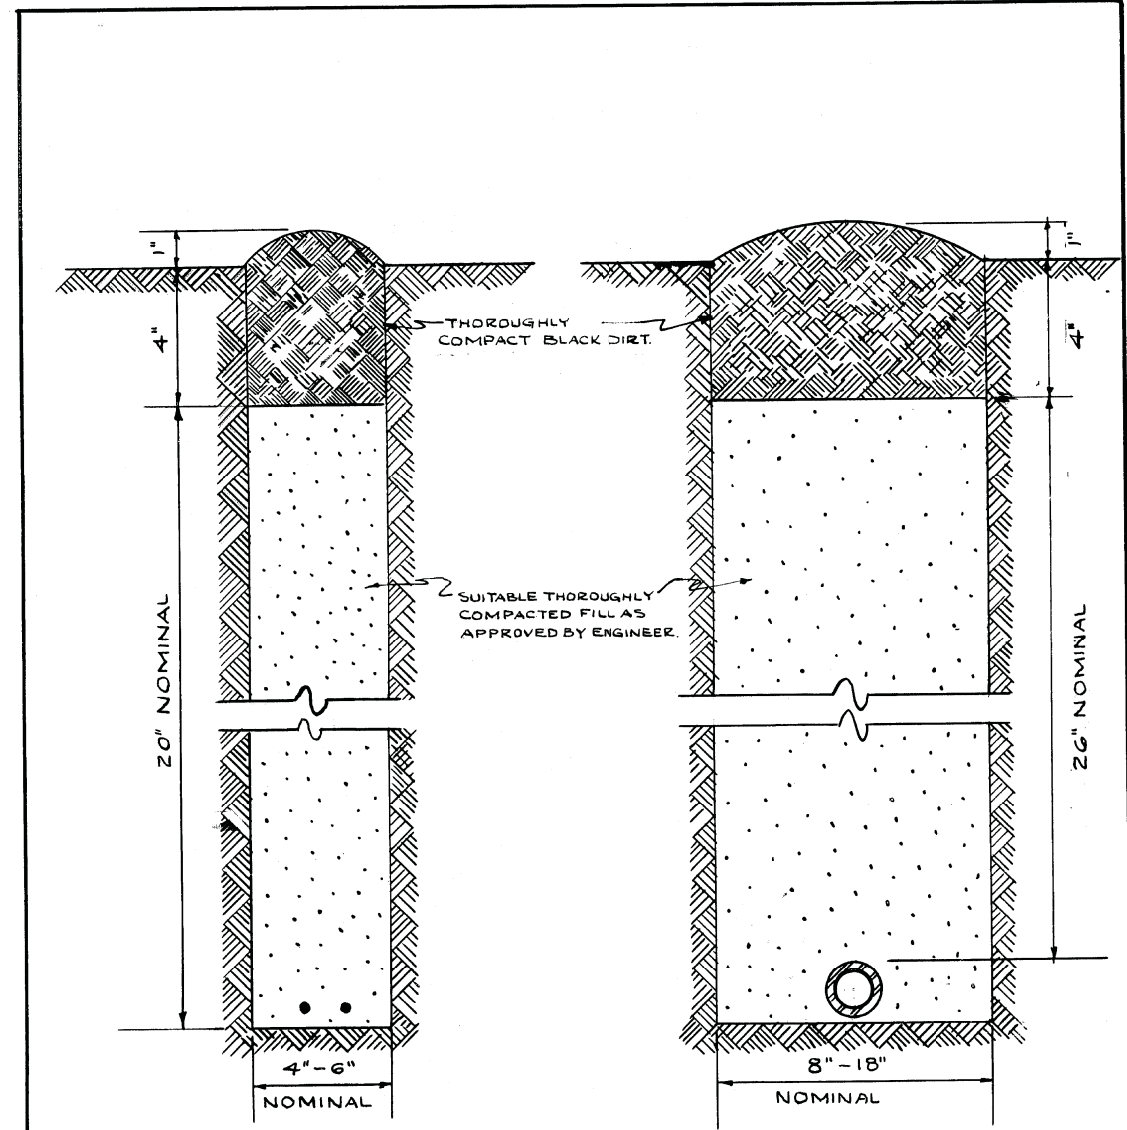 1"
1"
4"
4"
THOROUGHLY
COMPACT BLACK DIRT.
SUITABLE THOROUGHLY
COMPACTED FILL AS
APPROVED BY ENGINEER.
20" NOMINAL
26" NOMINAL
4"-6"
NOMINAL
8"-18"
NOMINAL